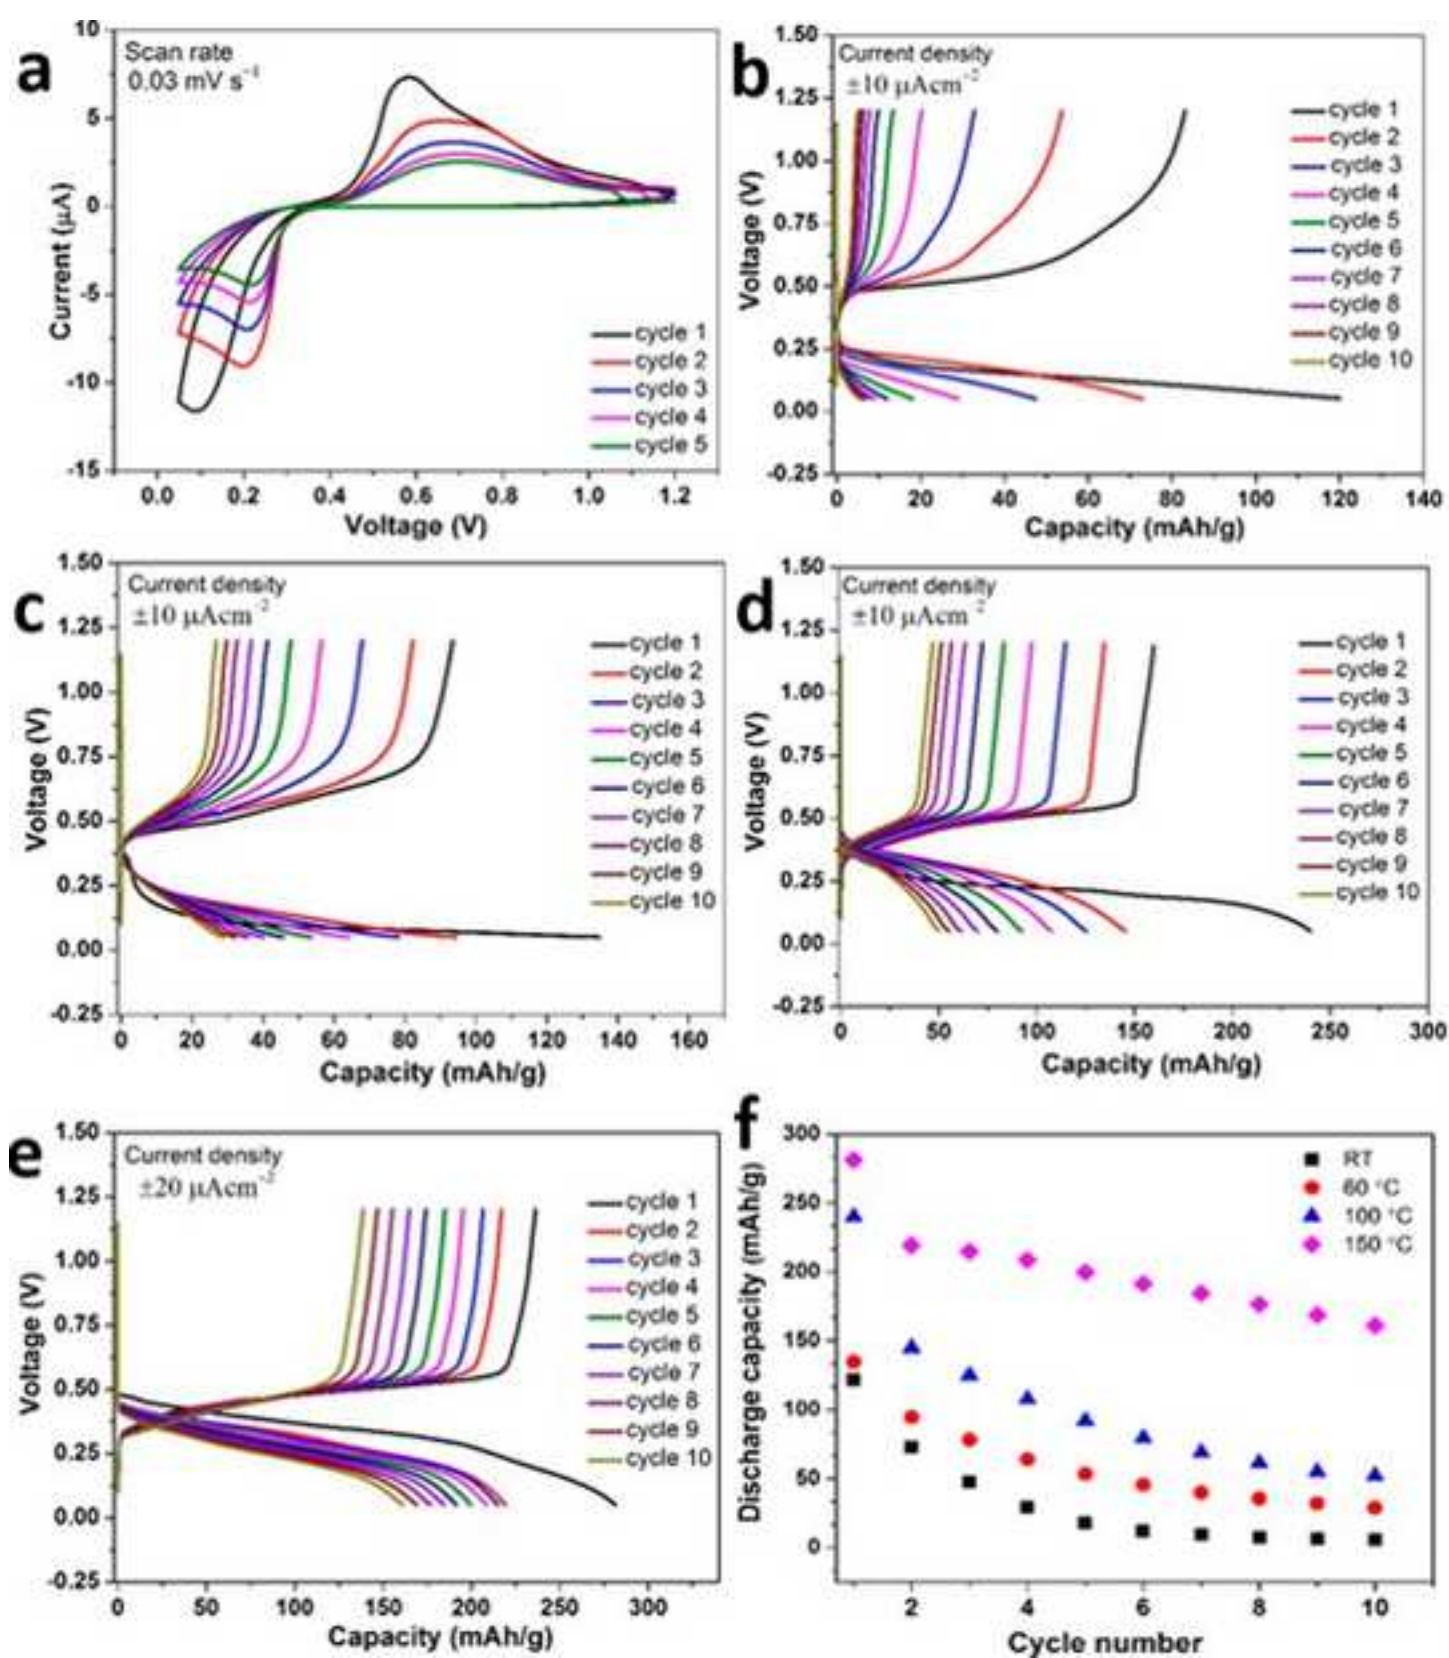 a
Scan rate
0.03 mV s⁻¹
10
5
0
-5
-10
-15
Current (µA)
0.0 0.2 0.4 0.6 0.8 1.0 1.2
Voltage (V)
cycle 1
cycle 2
cycle 3
cycle 4
cycle 5
b
Current density
±10 µAcm⁻²
1.50
1.25
1.00
0.75
0.50
0.25
0.00
-0.25
Voltage (V)
0 20 40 60 80 100 120 140
Capacity (mAh/g)
cycle 1
cycle 2
cycle 3
cycle 4
cycle 5
cycle 6
cycle 7
cycle 8
cycle 9
cycle 10
c
Current density
±10 µAcm⁻²
1.50
1.25
1.00
0.75
0.50
0.25
0.00
-0.25
Voltage (V)
0 20 40 60 80 100 120 140 160
Capacity (mAh/g)
cycle 1
cycle 2
cycle 3
cycle 4
cycle 5
cycle 6
cycle 7
cycle 8
cycle 9
cycle 10
d
Current density
±10 µAcm⁻²
1.50
1.25
1.00
0.75
0.50
0.25
0.00
-0.25
Voltage (V)
0 50 100 150 200 250 300
Capacity (mAh/g)
cycle 1
cycle 2
cycle 3
cycle 4
cycle 5
cycle 6
cycle 7
cycle 8
cycle 9
cycle 10
e
Current density
±20 µAcm⁻²
1.50
1.25
1.00
0.75
0.50
0.25
0.00
-0.25
Voltage (V)
0 50 100 150 200 250 300
Capacity (mAh/g)
cycle 1
cycle 2
cycle 3
cycle 4
cycle 5
cycle 6
cycle 7
cycle 8
cycle 9
cycle 10
f
300
250
200
150
100
50
0
Discharge capacity (mAh/g)
2 4 6 8 10
Cycle number
RT
60 °C
100 °C
150 °C